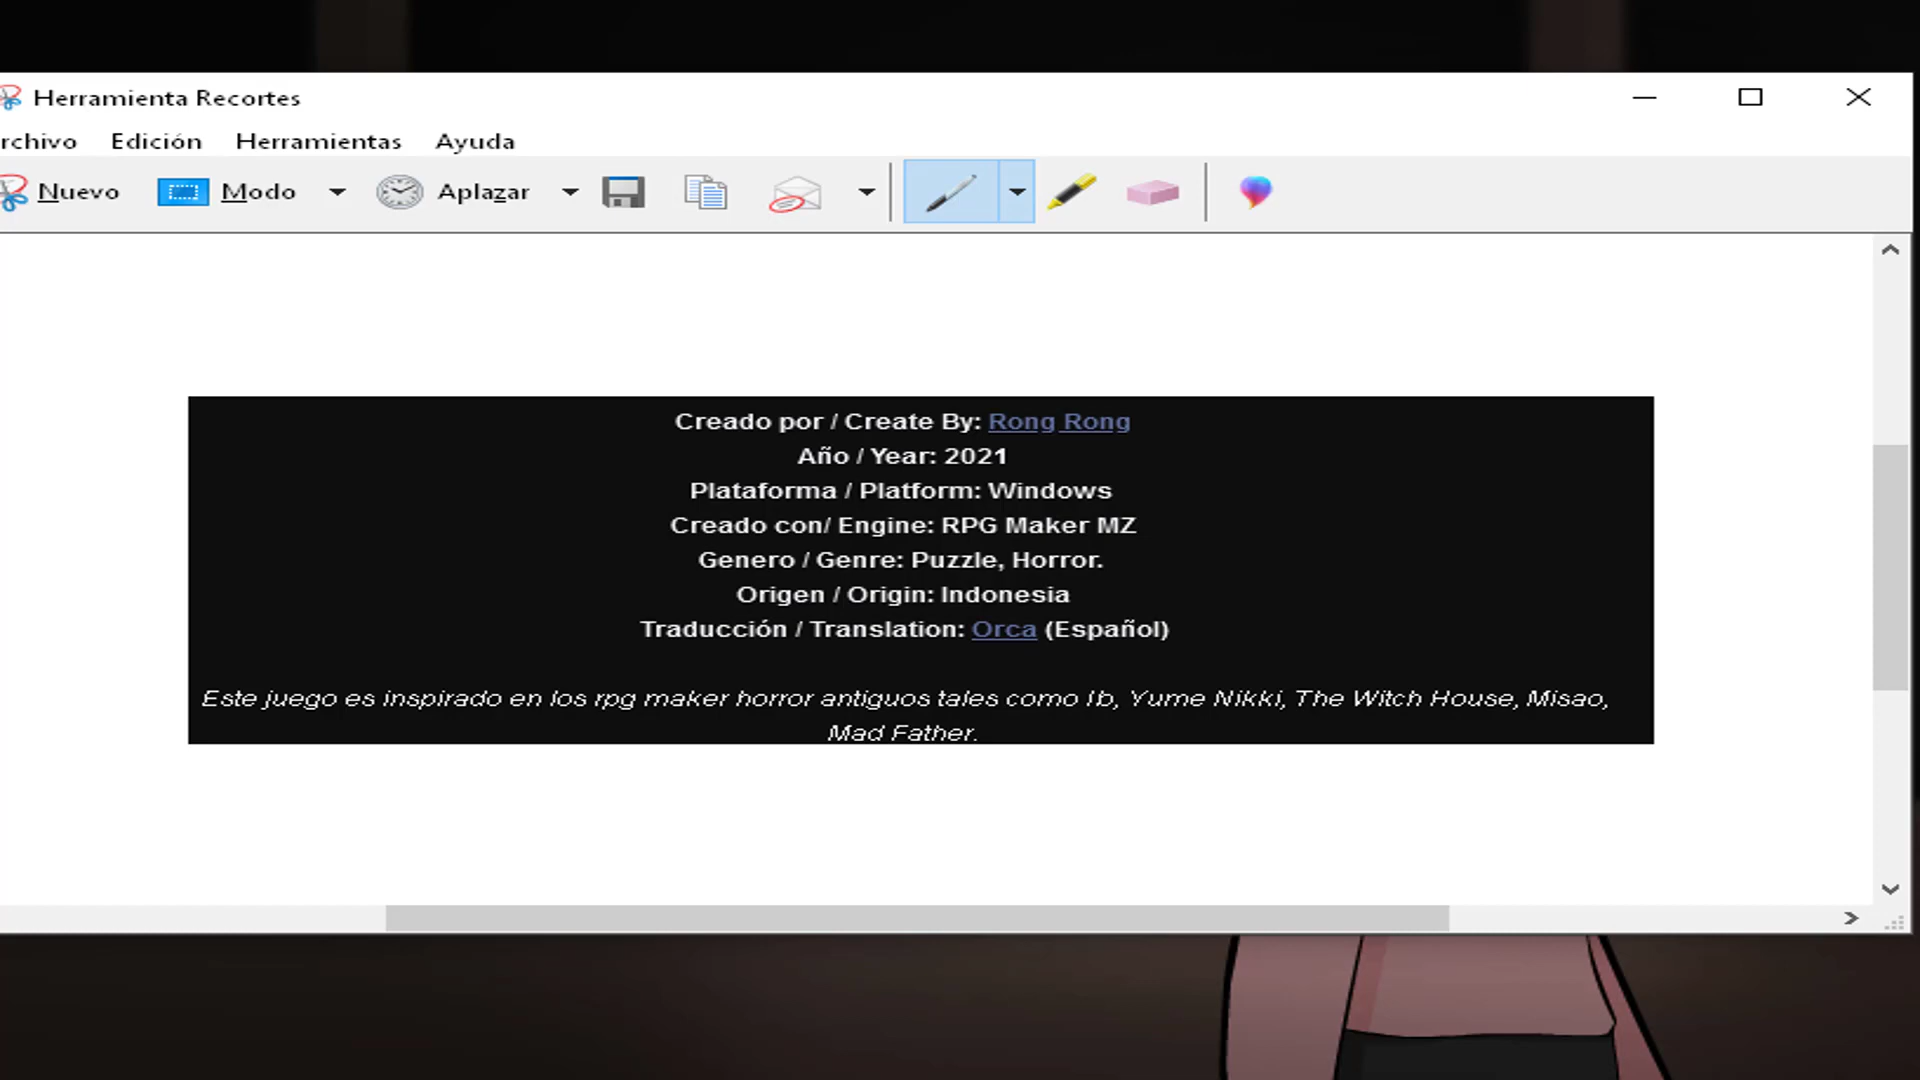 Herramienta Recortes
rchivo Edición Herramientas Ayuda
Nuevo Modo Aplazar
Creado por / Create By: Rong Rong
Año / Year: 2021
Plataforma / Platform: Windows
Creado con/ Engine: RPG Maker MZ
Genero / Genre: Puzzle, Horror.
Origen / Origin: Indonesia
Traducción / Translation: Orca (Español)
Este juego es inspirado en los rpg maker horror antiguos tales como Ib, Yume Nikki, The Witch House, Misao,
Mad Father.